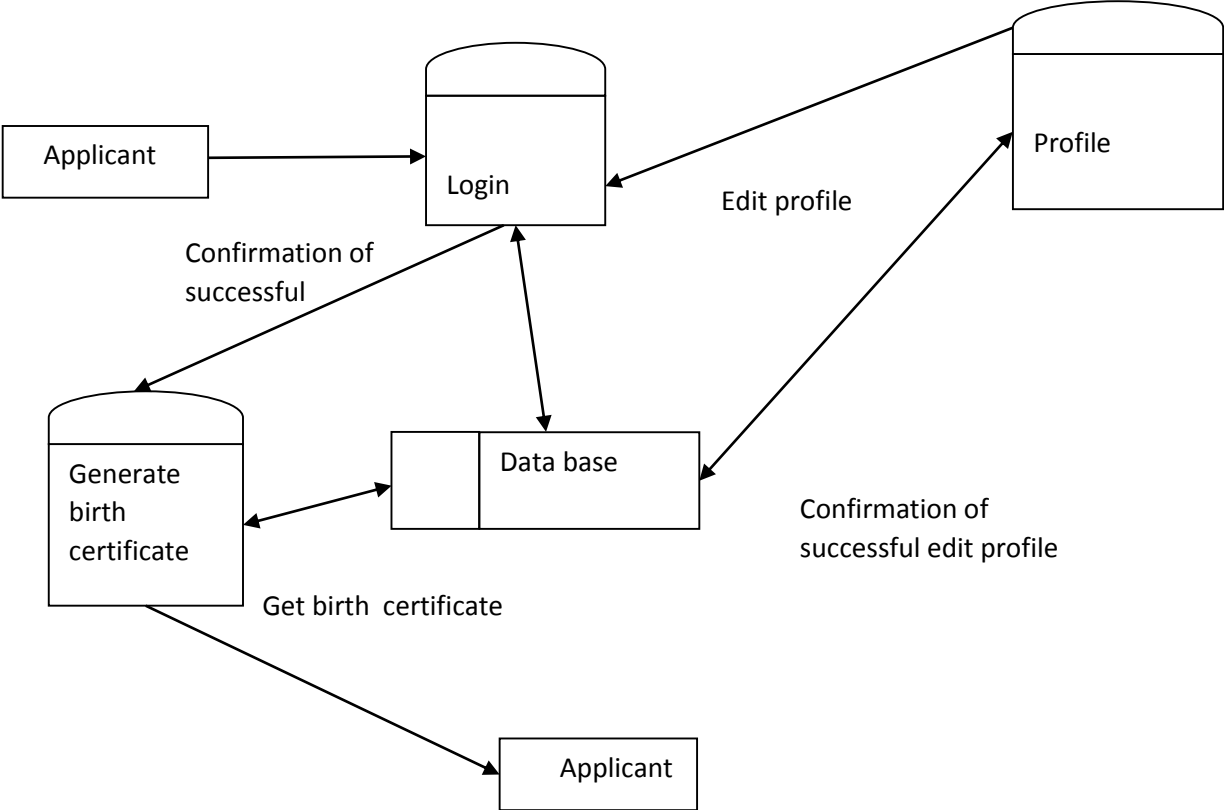 Applicant
Login
Profile
Edit profile
Confirmation of
successful
Generate
birth
certificate
Data base
Confirmation of
successful edit profile
Get birth  certificate
Applicant